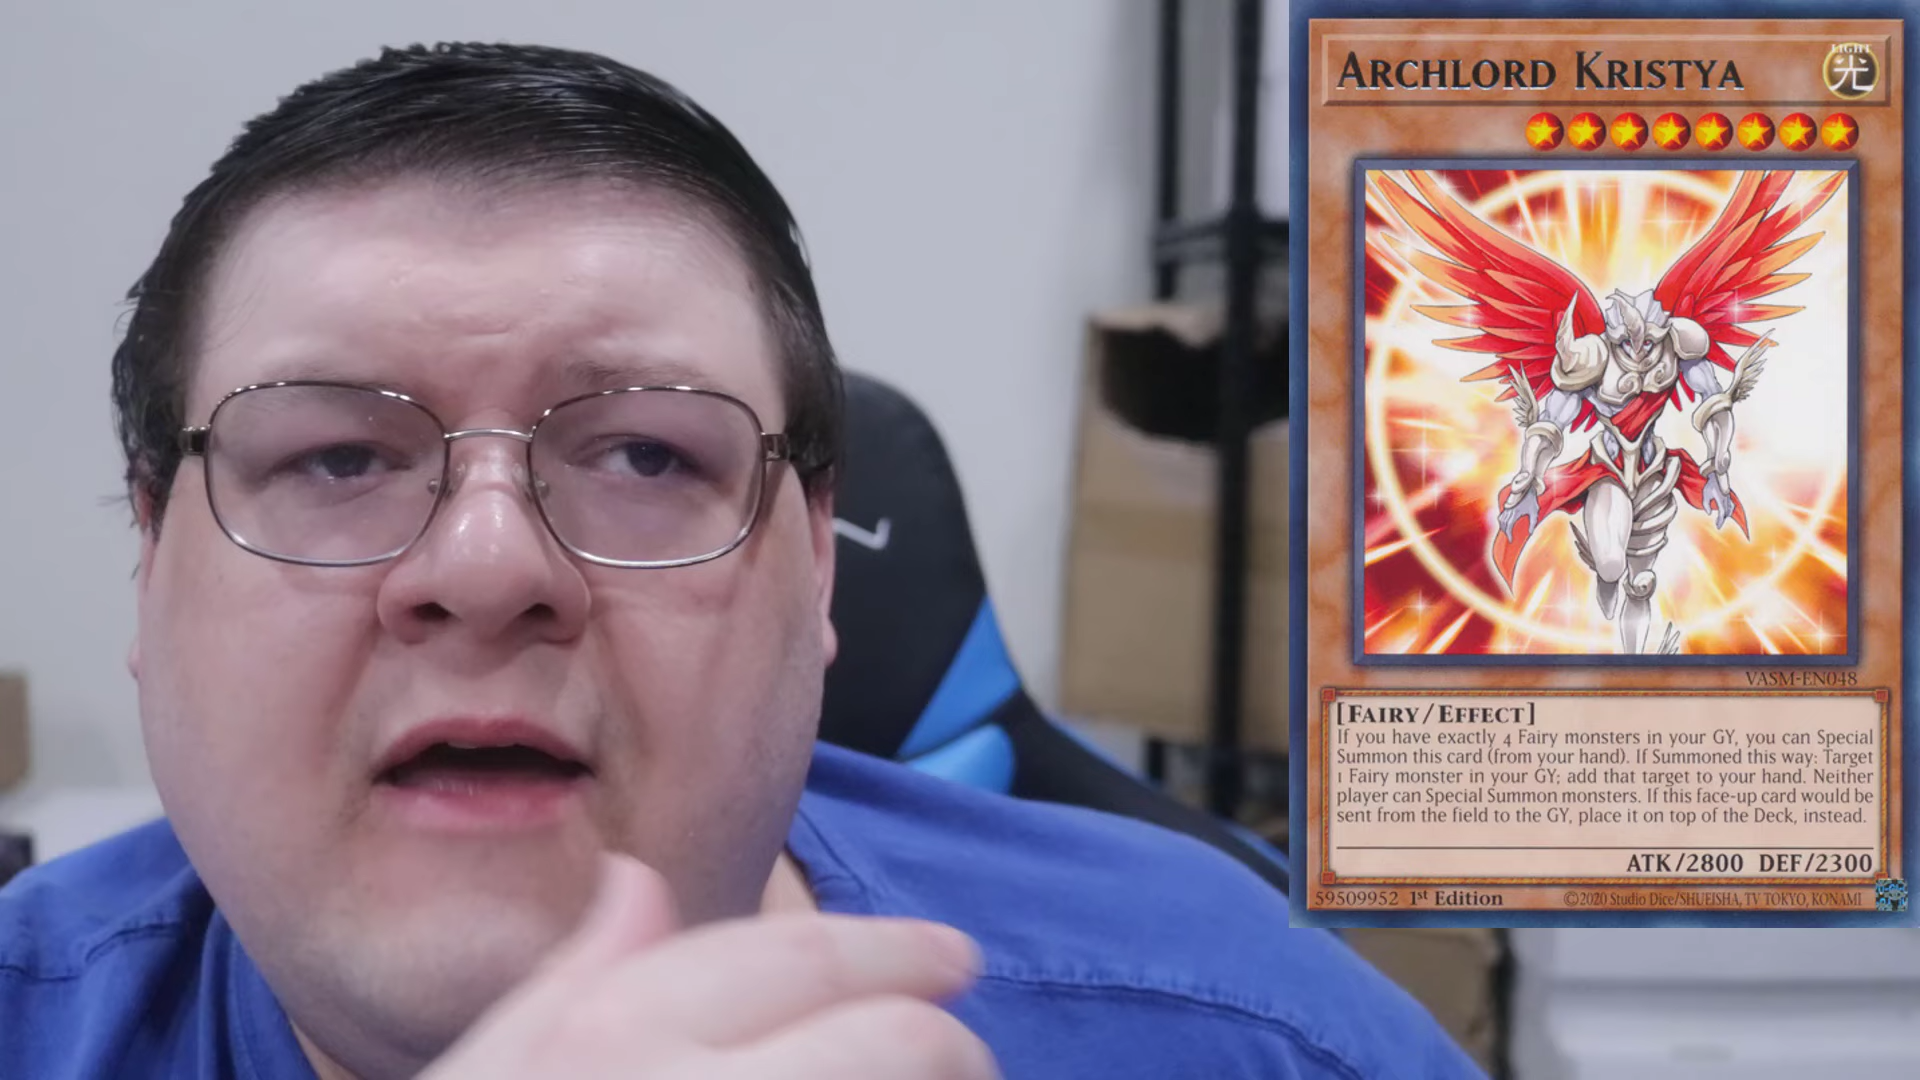 ARCHLORD KRISTYA
LIGHT
光
VASM-EN048
[FAIRY/EFFECT]
If you have exactly 4 Fairy monsters in your GY, you can Special
Summon this card (from your hand). If Summoned this way: Target
1 Fairy monster in your GY; add that target to your hand. Neither
player can Special Summon monsters. If this face-up card would be
sent from the field to the GY, place it on top of the Deck, instead.
ATK/2800 DEF/2300
59509952 1st Edition ©2020 Studio Dice/SHUEISHA, TV TOKYO, KONAMI